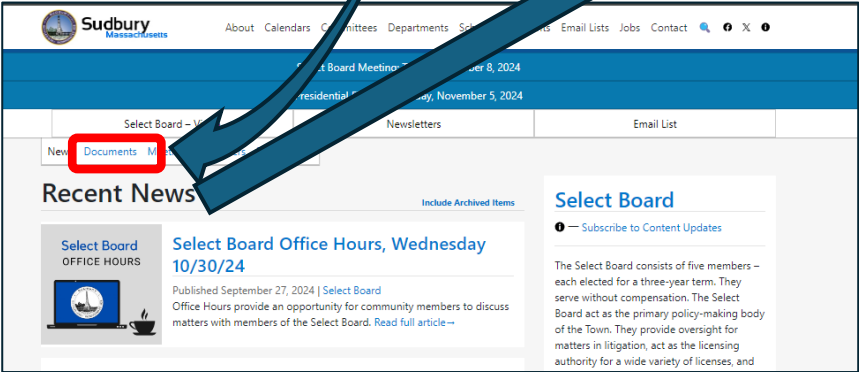 Sudbury
Massachusetts
About Calendars Committees Departments Email Lists Jobs Contact
Select Board Meeting: 8, 2024
Presidential November 5, 2024
Select Board – Newsletters Email List
Documents
Recent News
Include Archived Items
Select Board
OFFICE HOURS
Select Board Office Hours, Wednesday
10/30/24
Published September 27, 2024 | Select Board
Office Hours provide an opportunity for community members to discuss
matters with members of the Select Board. Read full article→
Select Board
— Subscribe to Content Updates
The Select Board consists of five members –
each elected for a three-year term. They
serve without compensation. The Select
Board act as the primary policy-making body
of the Town. They provide oversight for
matters in litigation, act as the licensing
authority for a wide variety of licenses, and